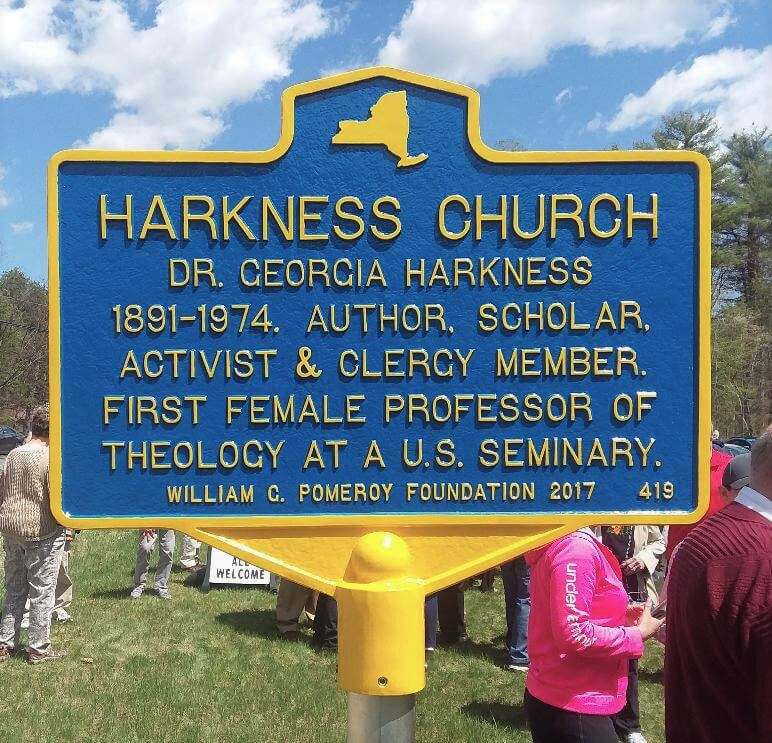 HARKNESS CHURCH
DR. GEORGIA HARKNESS
1891-1974. AUTHOR, SCHOLAR,
ACTIVIST & CLERGY MEMBER.
FIRST FEMALE PROFESSOR OF
THEOLOGY AT A U.S. SEMINARY.
WILLIAM G. POMEROY FOUNDATION 2017 419
ALL
WELCOME
under armour